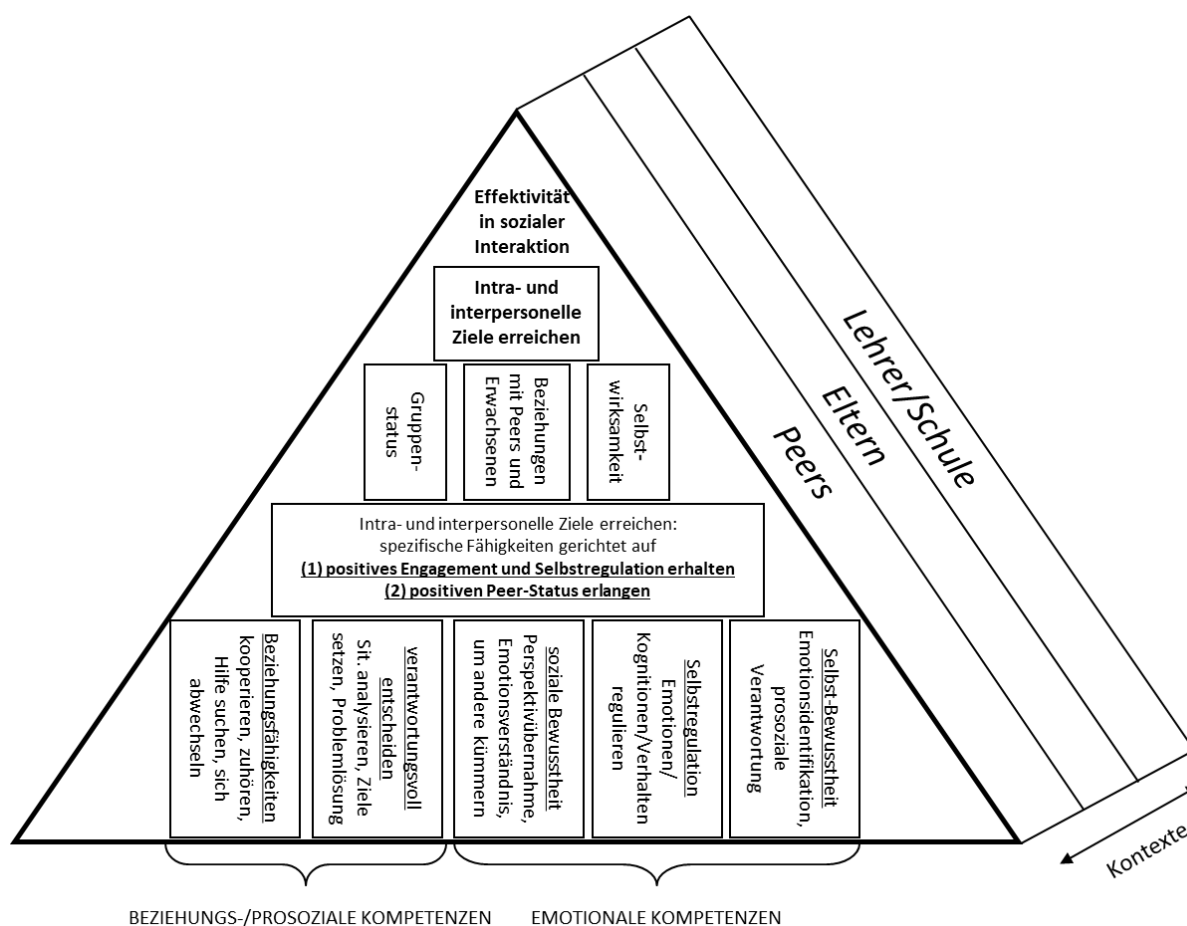 Effektivität
in sozialer
Interaktion
Intra- und
interpersonelle
Ziele erreichen
Gruppen-
status
Beziehungen
mit Peers und
Erwachsenen
Selbst-
wirksamkeit
Intra- und interpersonelle Ziele erreichen:
spezifische Fähigkeiten gerichtet auf
(1) positives Engagement und Selbstregulation erhalten
(2) positiven Peer-Status erlangen
Beziehungsfähigkeiten
kooperieren, zuhören,
Hilfe suchen, sich
abwechseln
verantwortungsvoll
entscheiden
Sit. analysieren, Ziele
setzen, Problemlösung
soziale Bewusstheit
Perspektivübernahme,
Emotionsverständnis,
um andere kümmern
Selbstregulation
Emotionen/
Kognitionen/Verhalten
regulieren
Selbst-Bewusstheit
Emotionsidentifikation,
prosoziale
Verantwortung
BEZIEHUNGS-/PROSOZIALE KOMPETENZEN
EMOTIONALE KOMPETENZEN
Peers
Eltern
Lehrer/Schule
Kontexte